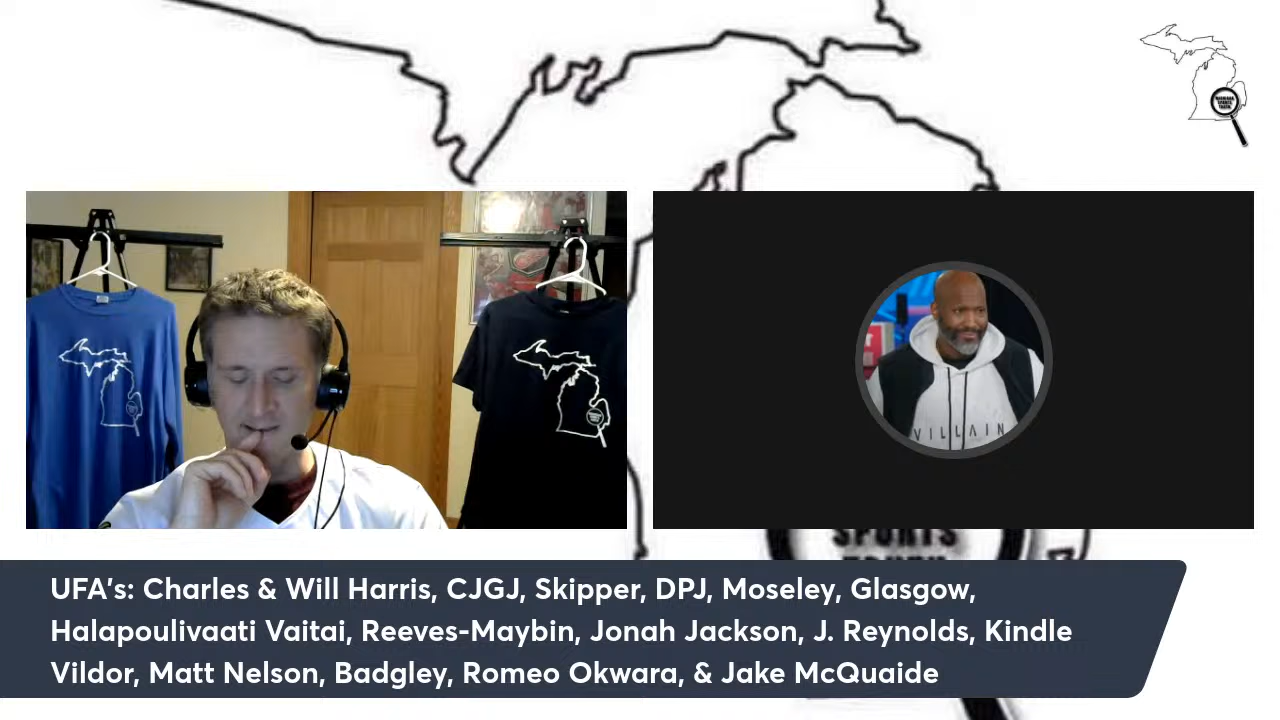 VILLAIN
SPORTS
UFA's: Charles & Will Harris, CJGJ, Skipper, DPJ, Moseley, Glasgow,
Halapoulivaati Vaitai, Reeves-Maybin, Jonah Jackson, J. Reynolds, Kindle
Vildor, Matt Nelson, Badgley, Romeo Okwara, & Jake McQuaide